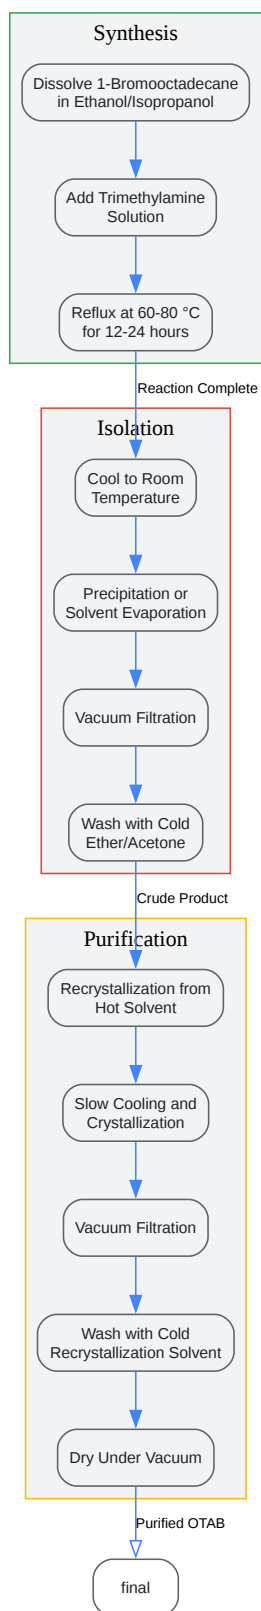 Synthesis
Dissolve 1-Bromooctadecane
in Ethanol/Isopropanol
Add Trimethylamine
Solution
Reflux at 60-80 °C
for 12-24 hours
Reaction Complete
Isolation
Cool to Room
Temperature
Precipitation or
Solvent Evaporation
Vacuum Filtration
Wash with Cold
Ether/Acetone
Crude Product
Purification
Recrystallization from
Hot Solvent
Slow Cooling and
Crystallization
Vacuum Filtration
Wash with Cold
Recrystallization Solvent
Dry Under Vacuum
Purified OTAB
final